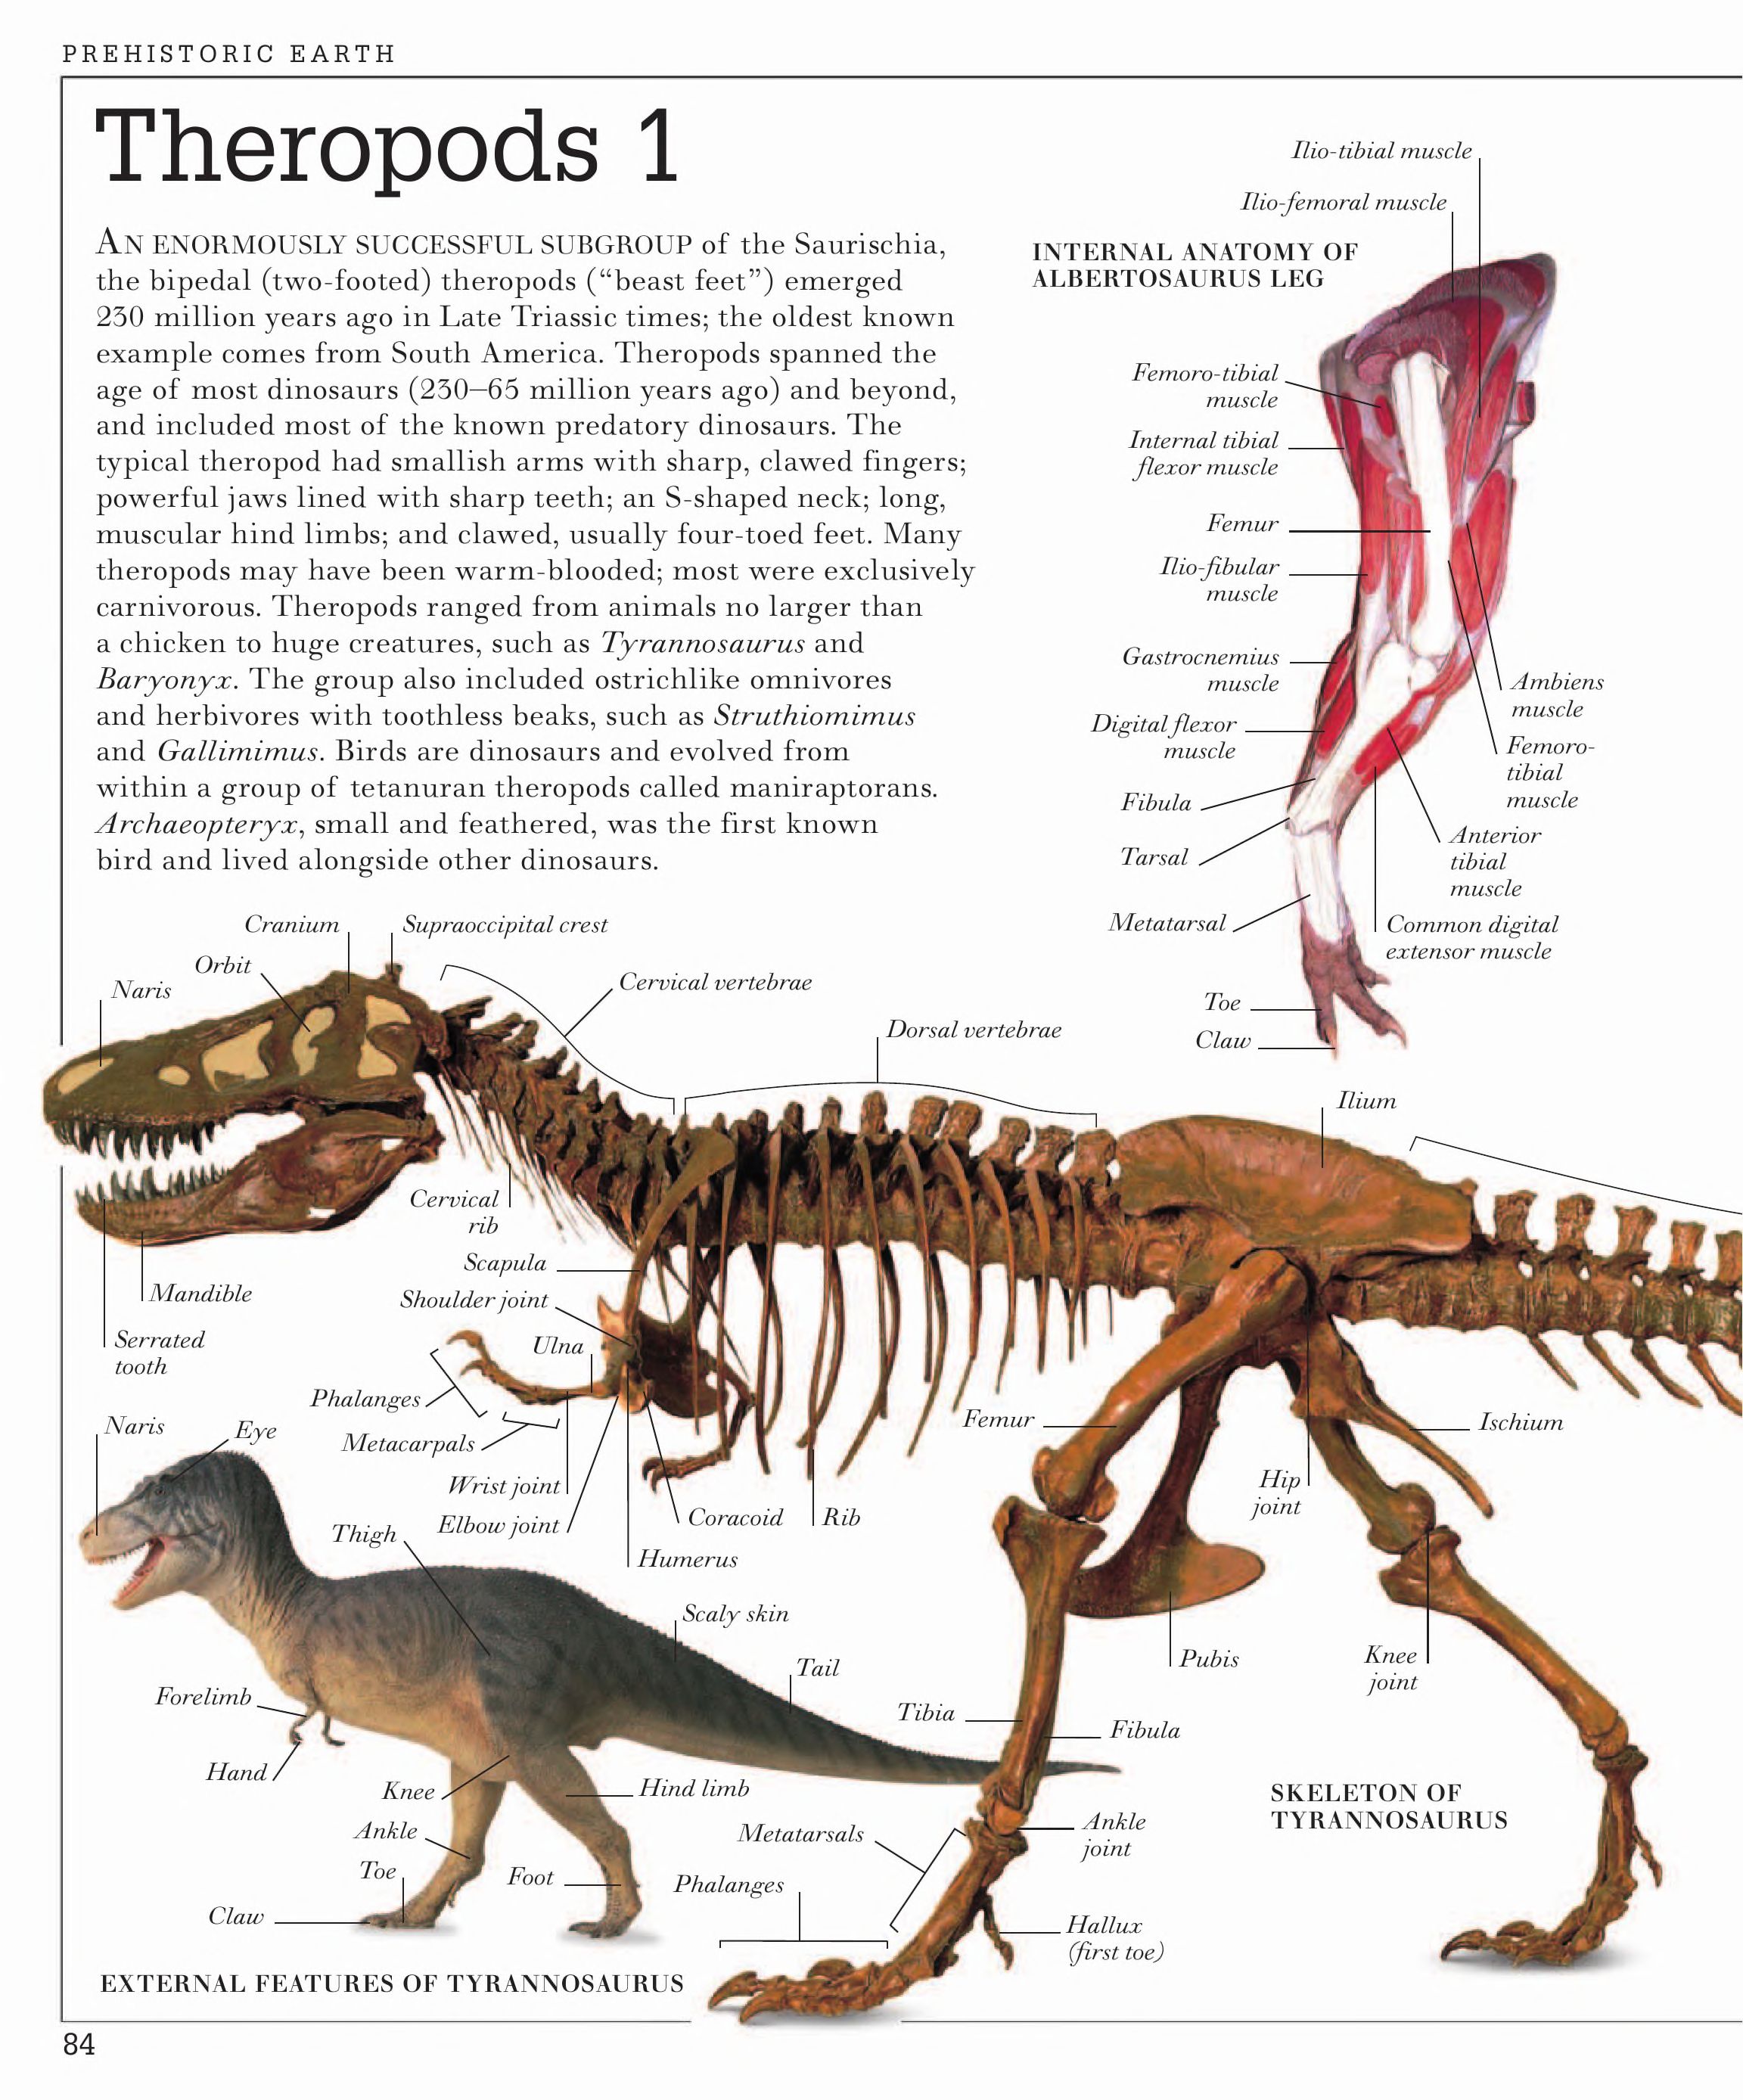 PREHISTORIC EARTH
Theropods 1
AN ENORMOUSLY SUCCESSFUL SUBGROUP of the Saurischia,
the bipedal (two-footed) theropods (“beast feet”) emerged
230 million years ago in Late Triassic times; the oldest known
example comes from South America. Theropods spanned the
age of most dinosaurs (230–65 million years ago) and beyond,
and included most of the known predatory dinosaurs. The
typical theropod had smallish arms with sharp, clawed fingers;
powerful jaws lined with sharp teeth; an S-shaped neck; long,
muscular hind limbs; and clawed, usually four-toed feet. Many
theropods may have been warm-blooded; most were exclusively
carnivorous. Theropods ranged from animals no larger than
a chicken to huge creatures, such as Tyrannosaurus and
Baryonyx. The group also included ostrichlike omnivores
and herbivores with toothless beaks, such as Struthiomimus
and Gallimimus. Birds are dinosaurs and evolved from
within a group of tetanuran theropods called maniraptorans.
Archaeopteryx, small and feathered, was the first known
bird and lived alongside other dinosaurs.
INTERNAL ANATOMY OF
ALBERTOSAURUS LEG
Ilio-tibial muscle
Ilio-femoral muscle
Femoro-tibial
muscle
Internal tibial
flexor muscle
Femur
Ilio-fibular
muscle
Gastrocnemius
muscle
Digital flexor
muscle
Fibula
Tarsal
Metatarsal
Toe
Claw
Ambiens
muscle
Femoro-
tibial
muscle
Anterior
tibial
muscle
Common digital
extensor muscle
Cranium
Supraoccipital crest
Orbit
Naris
Cervical vertebrae
Dorsal vertebrae
Ilium
Cervical
rib
Scapula
Shoulder joint
Mandible
Serrated
tooth
Ulna
Phalanges
Metacarpals
Wrist joint
Elbow joint
Humerus
Coracoid
Rib
Femur
Hip
joint
Ischium
Pubis
Knee
joint
Tibia
Fibula
Ankle
joint
Metatarsals
Phalanges
Hallux
(first toe)
SKELETON OF
TYRANNOSAURUS
Naris
Eye
Thigh
Scaly skin
Tail
Forelimb
Hand
Knee
Hind limb
Ankle
Toe
Foot
Claw
EXTERNAL FEATURES OF TYRANNOSAURUS
84